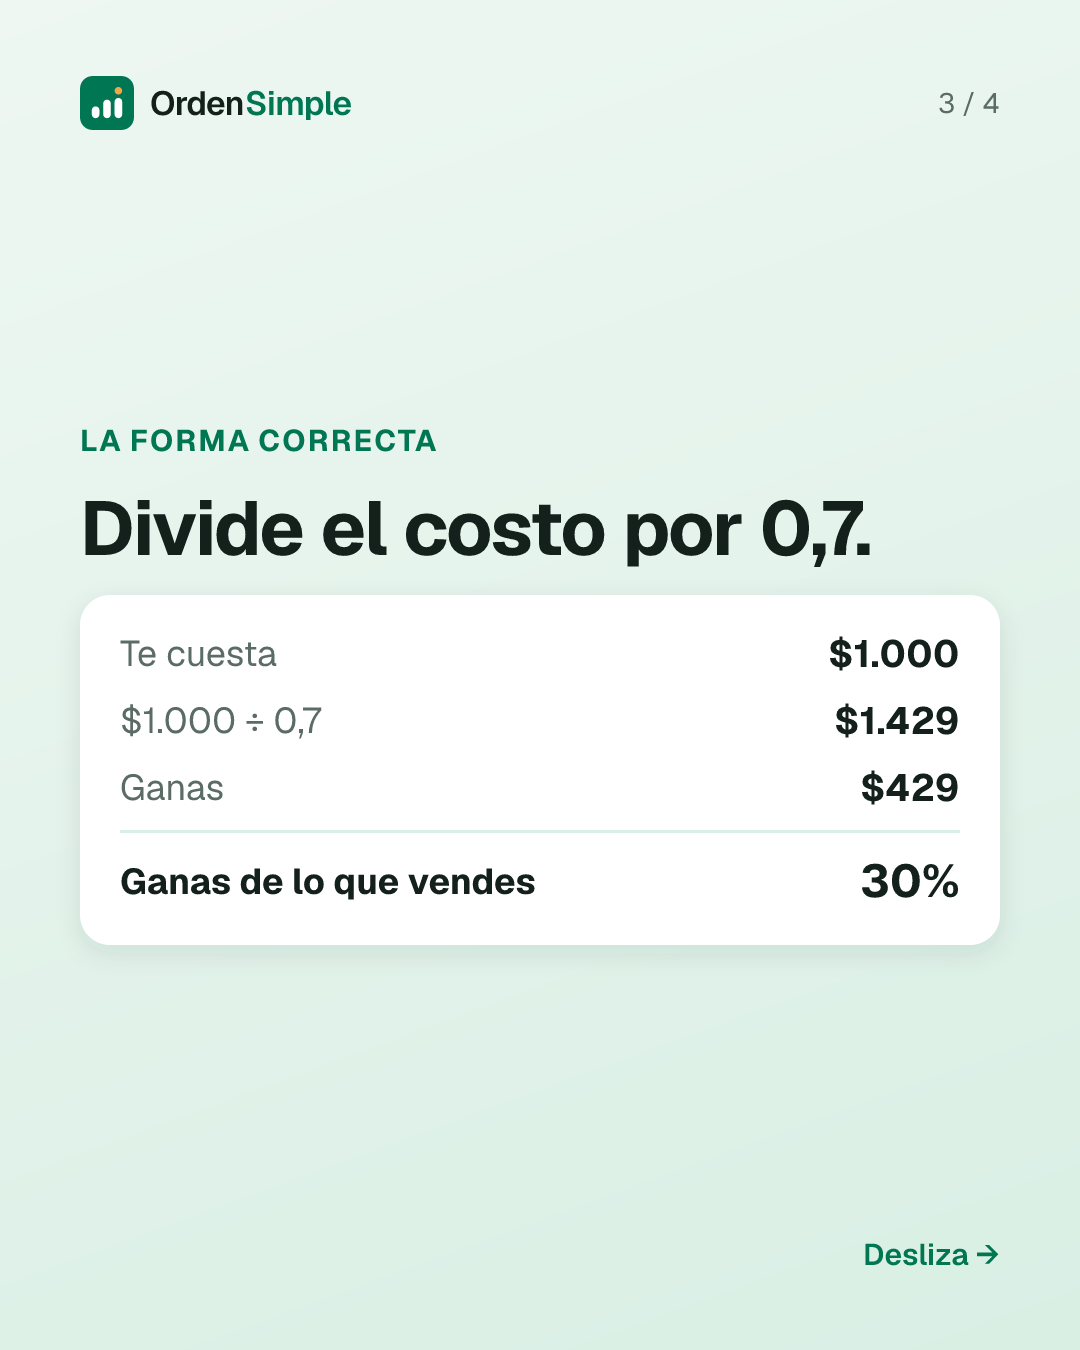 OrdenSimple
3 / 4
LA FORMA CORRECTA
Divide el costo por 0,7.
Te cuesta $1.000
$1.000 ÷ 0,7 $1.429
Ganas $429
Ganas de lo que vendes 30%
Desliza →